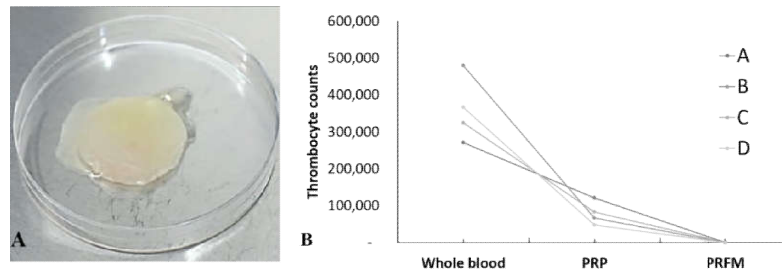 A
B
Thrombocyte counts
600,000
500,000
400,000
300,000
200,000
100,000
-
Whole blood
PRP
PRFM
A
B
C
D